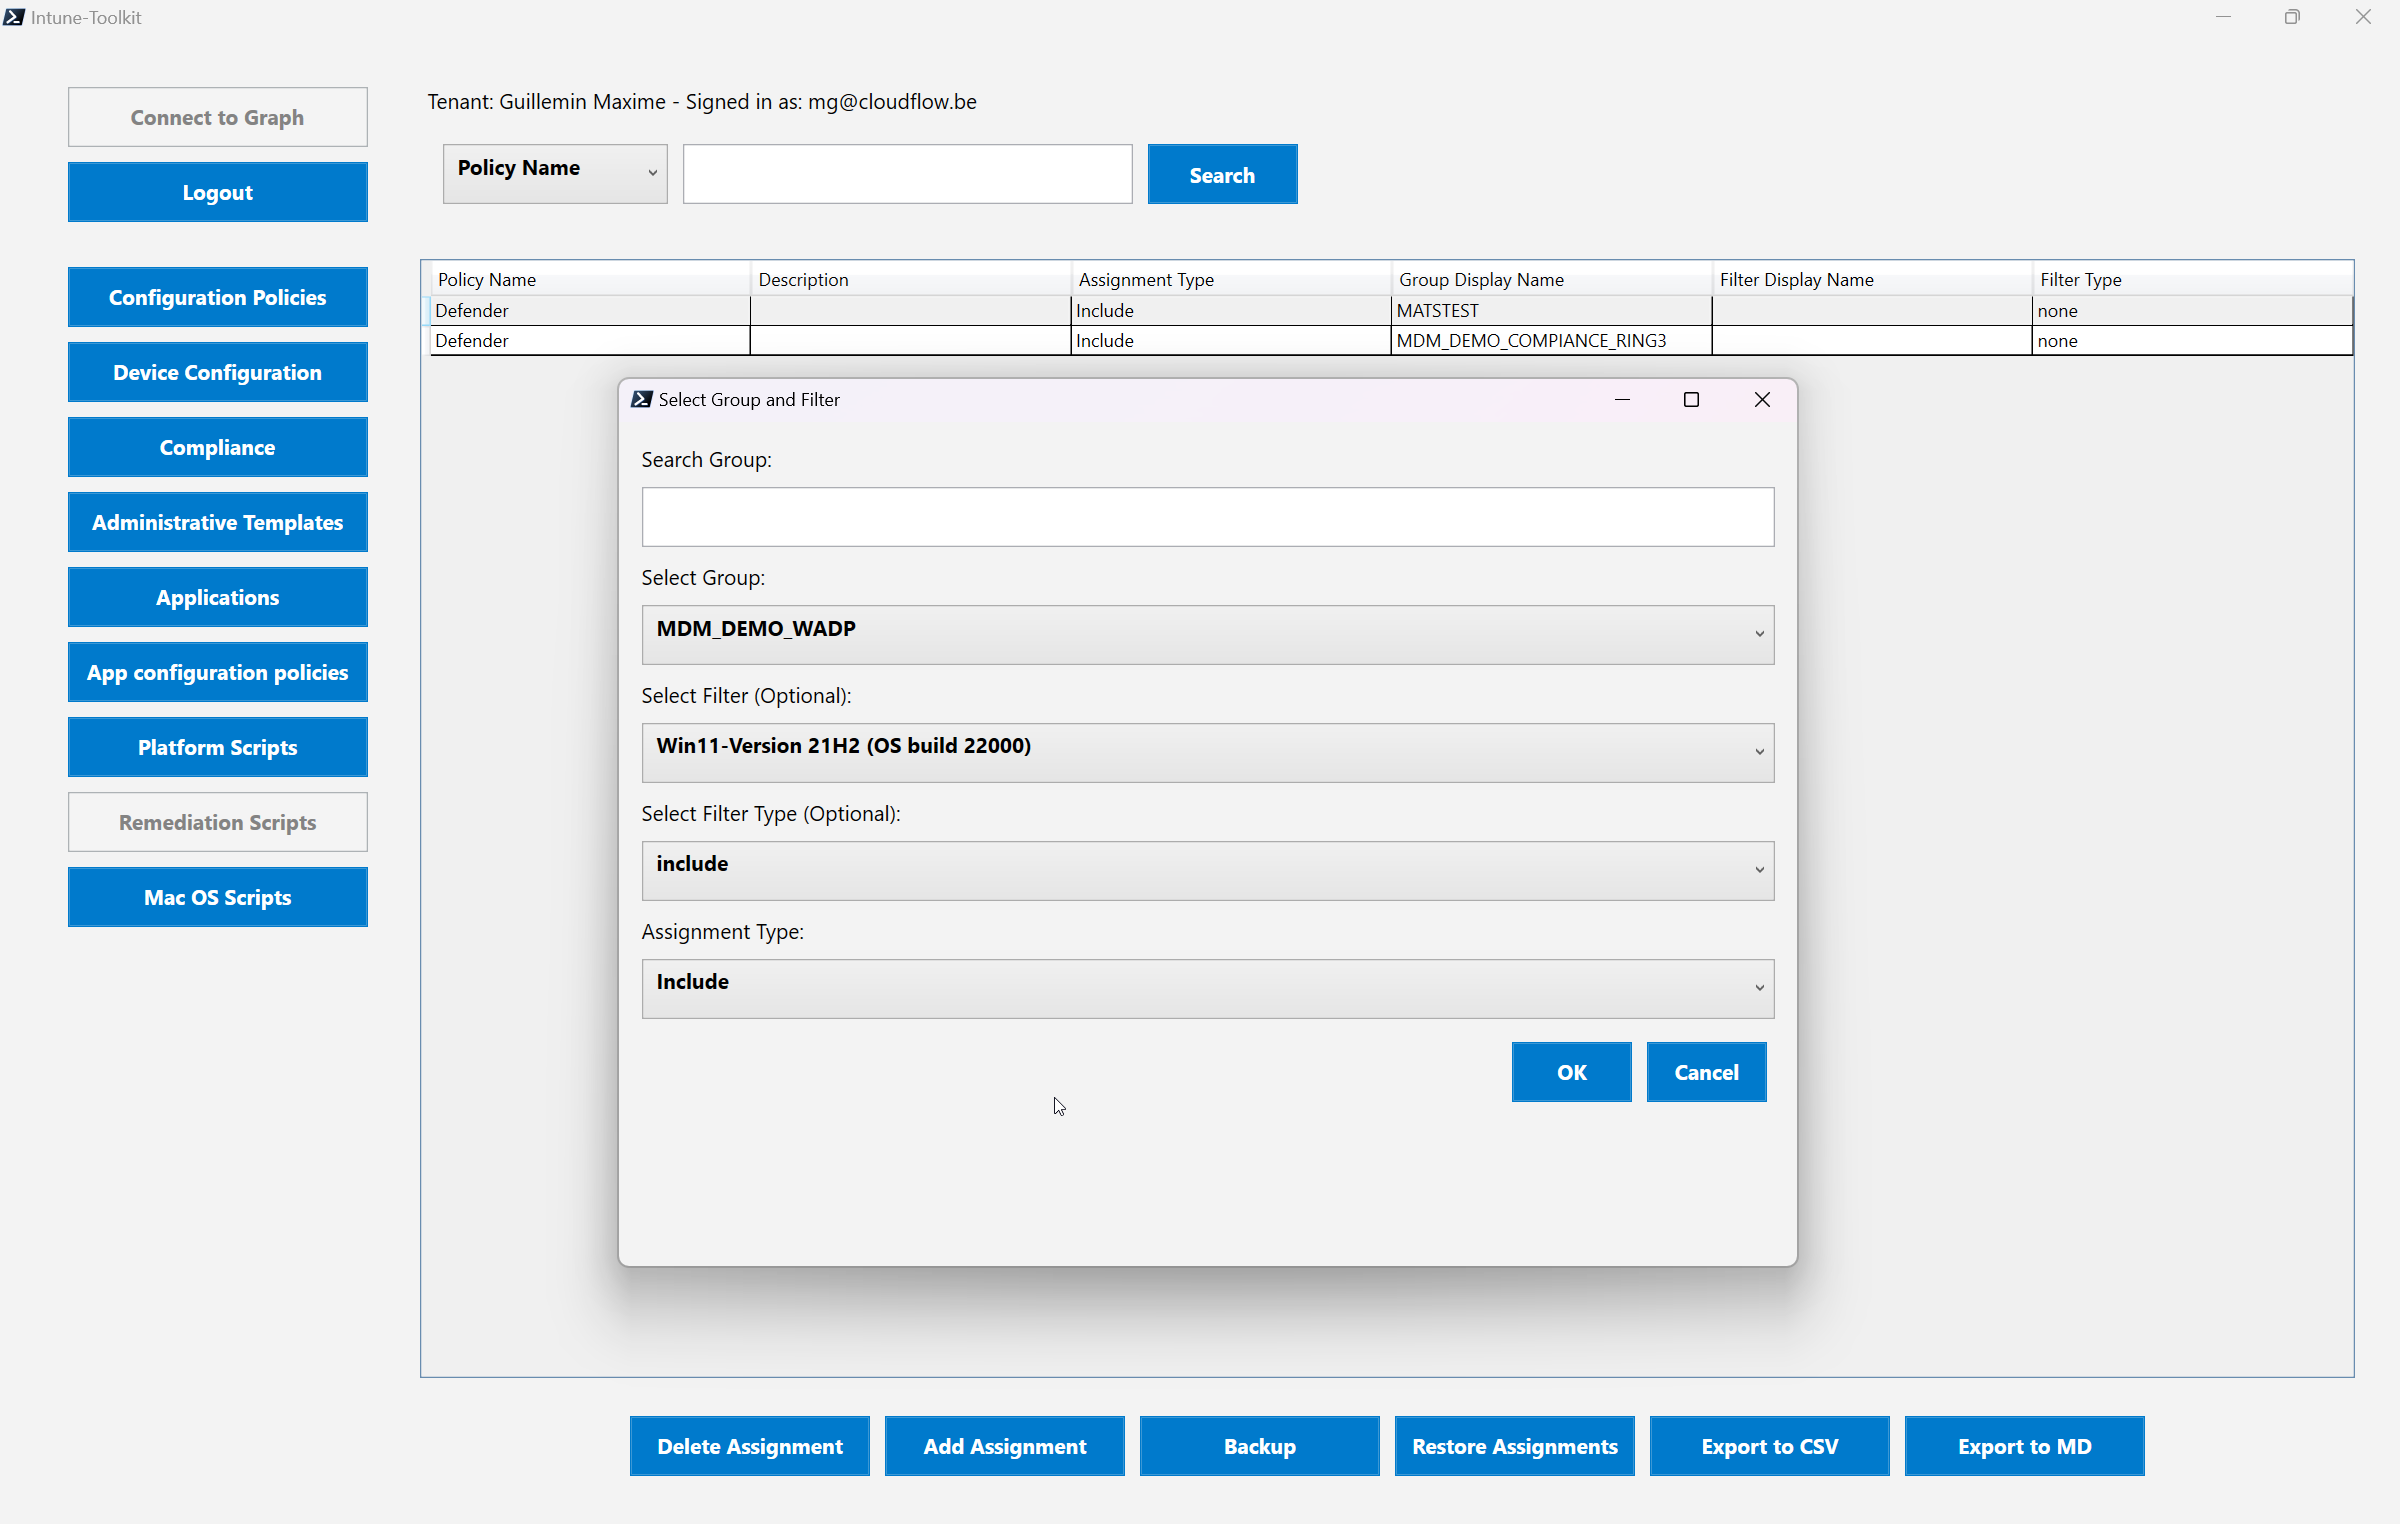 Intune-Toolkit
Connect to Graph
Logout
Configuration Policies
Device Configuration
Compliance
Administrative Templates
Applications
App configuration policies
Platform Scripts
Remediation Scripts
Mac OS Scripts
Tenant: Guillemin Maxime - Signed in as: mg@cloudflow.be
Policy Name
Search
Policy Name Description Assignment Type Group Display Name Filter Display Name Filter Type
Defender Include MATSTEST none
Defender Include MDM_DEMO_COMPIANCE_RING3 none
Select Group and Filter
Search Group:
Select Group:
MDM_DEMO_WADP
Select Filter (Optional):
Win11-Version 21H2 (OS build 22000)
Select Filter Type (Optional):
include
Assignment Type:
Include
OK Cancel
Delete Assignment Add Assignment Backup Restore Assignments Export to CSV Export to MD